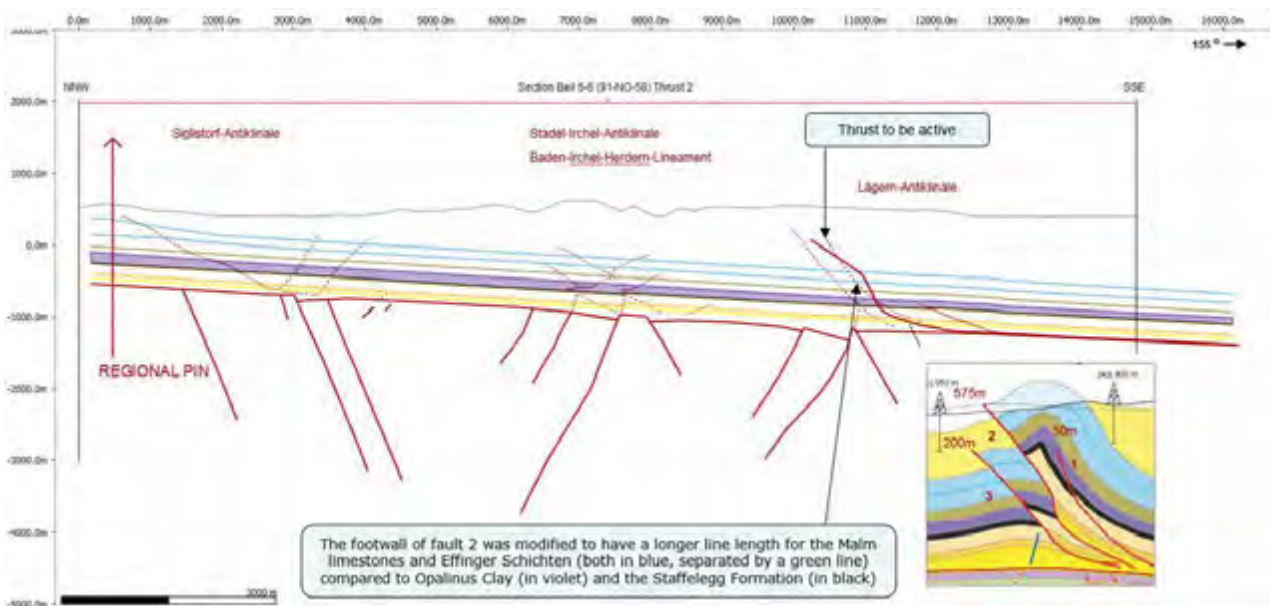 0.0m 1000.0m 2000.0m 3000.0m 4000.0m 5000.0m 6000.0m 7000.0m 8000.0m 9000.0m 10000.0m 11000.0m 12000.0m 13000.0m 14000.0m 15000.0m 16000.0m
155°
NNW Section Beil 5-6 (91-NO-58) Thrust 2 SSE
2000.0m
Siglistorf-Antiklinale Stadel-Irchel-Antiklinale Thrust to be active
Baden-Irchel-Herdern-Lineament
Lägern-Antiklinale
1000.0m
0.0m
-1000.0m
REGIONAL PIN
-2000.0m
-3000.0m
-4000.0m
575m
2 50m
200m
1
3
The footwall of fault 2 was modified to have a longer line length for the Malm
limestones and Effinger Schichten (both in blue, separated by a green line)
compared to Opalinus Clay (in violet) and the Staffelegg Formation (in black)
3000 m